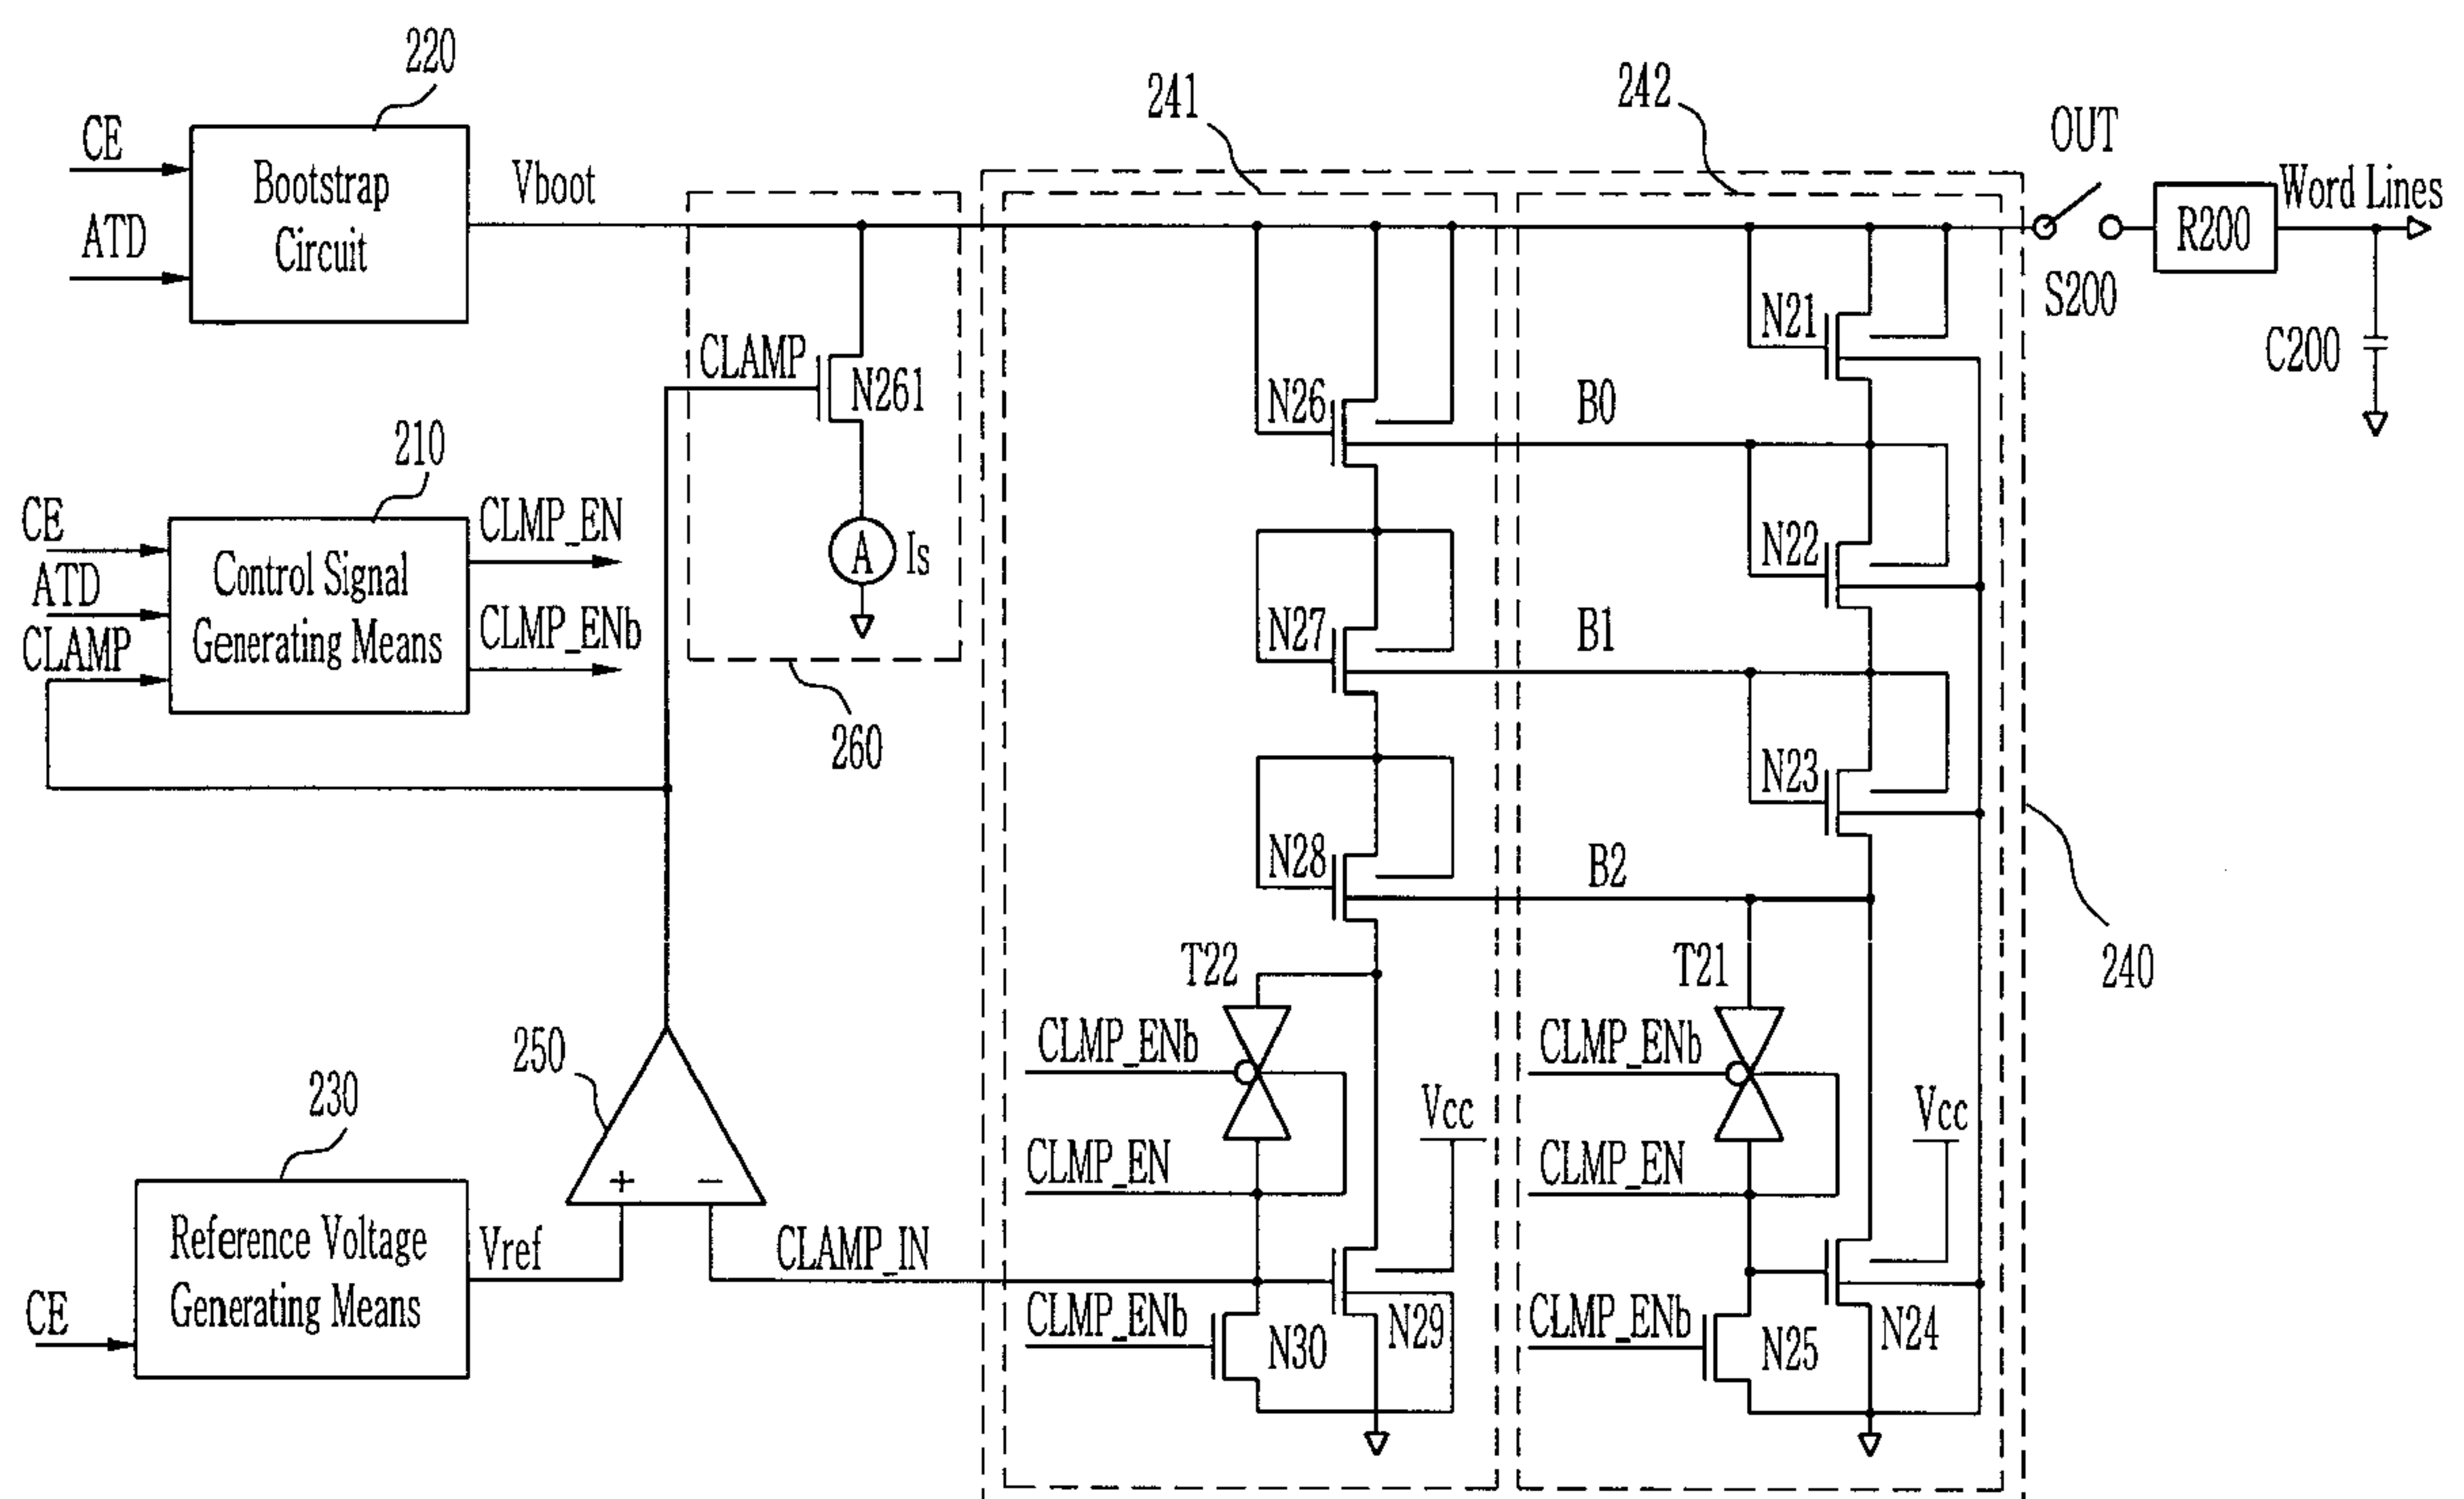 220
CE
ATD
Bootstrap
Circuit
Vboot
241
242
OUT
S200
R200
Word Lines
C200
CLAMP
N261
A
Is
260
210
CE
ATD
CLAMP
Control Signal
Generating Means
CLMP_EN
CLMP_ENb
N26
N27
N28
B0
B1
B2
N21
N22
N23
240
T22
T21
CLMP_ENb
CLMP_ENb
Vcc
Vcc
CLMP_EN
CLMP_EN
250
+
−
230
Reference Voltage
Generating Means
CE
Vref
CLAMP_IN
CLMP_ENb
N30
N29
CLMP_ENb
N25
N24